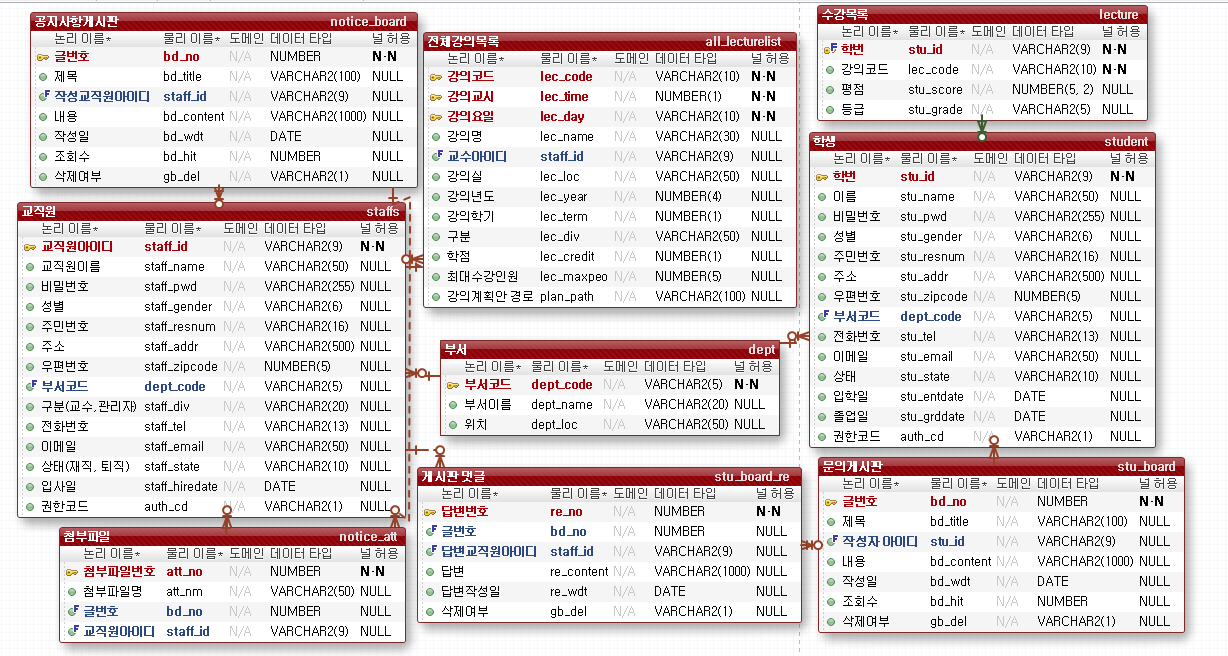 공지사항게시판 notice_board
논리 이름* 물리 이름* 도메인 데이터 타입 널 허용
글번호 bd_no N/A NUMBER N·N
제목 bd_title N/A VARCHAR2(100) NULL
작성교직원아이디 staff_id N/A VARCHAR2(9) NULL
내용 bd_content N/A VARCHAR2(1000) NULL
작성일 bd_wdt N/A DATE NULL
조회수 bd_hit N/A NUMBER NULL
삭제여부 gb_del N/A VARCHAR2(1) NULL
전체강의목록 all_lecturelist
논리 이름* 물리 이름* 도메인 데이터 타입 널 허용
강의코드 lec_code N/A VARCHAR2(10) N·N
강의교시 lec_time N/A NUMBER(1) N·N
강의요일 lec_day N/A VARCHAR2(10) N·N
강의명 lec_name N/A VARCHAR2(30) NULL
교수아이디 staff_id N/A VARCHAR2(9) NULL
강의실 lec_loc N/A VARCHAR2(50) NULL
강의년도 lec_year N/A NUMBER(4) NULL
강의학기 lec_term N/A NUMBER(1) NULL
구분 lec_div N/A VARCHAR2(50) NULL
학점 lec_credit N/A NUMBER(1) NULL
최대수강인원 lec_maxpeo N/A NUMBER(5) NULL
강의계획안 경로 plan_path N/A VARCHAR2(100) NULL
수강목록 lecture
논리 이름* 물리 이름* 도메인 데이터 타입 널 허용
학번 stu_id N/A VARCHAR2(9) N·N
강의코드 lec_code N/A VARCHAR2(10) N·N
평점 stu_score N/A NUMBER(5, 2) NULL
등급 stu_grade N/A VARCHAR2(5) NULL
학생 student
논리 이름* 물리 이름* 도메인 데이터 타입 널 허용
학번 stu_id N/A VARCHAR2(9) N·N
이름 stu_name N/A VARCHAR2(50) NULL
비밀번호 stu_pwd N/A VARCHAR2(255) NULL
성별 stu_gender N/A VARCHAR2(6) NULL
주민번호 stu_resnum N/A VARCHAR2(16) NULL
주소 stu_addr N/A VARCHAR2(500) NULL
우편번호 stu_zipcode N/A NUMBER(5) NULL
부서코드 dept_code N/A VARCHAR2(5) NULL
전화번호 stu_tel N/A VARCHAR2(13) NULL
이메일 stu_email N/A VARCHAR2(50) NULL
상태 stu_state N/A VARCHAR2(10) NULL
입학일 stu_entdate N/A DATE NULL
졸업일 stu_grddate N/A DATE NULL
권한코드 auth_cd N/A VARCHAR2(1) NULL
교직원 staffs
논리 이름* 물리 이름* 도메인 데이터 타입 널 허용
교직원아이디 staff_id N/A VARCHAR2(9) N·N
교직원이름 staff_name N/A VARCHAR2(50) NULL
비밀번호 staff_pwd N/A VARCHAR2(255) NULL
성별 staff_gender N/A VARCHAR2(6) NULL
주민번호 staff_resnum N/A VARCHAR2(16) NULL
주소 staff_addr N/A VARCHAR2(500) NULL
우편번호 staff_zipcode N/A NUMBER(5) NULL
부서코드 dept_code N/A VARCHAR2(5) NULL
구분(교수,관리자) staff_div N/A VARCHAR2(20) NULL
전화번호 staff_tel N/A VARCHAR2(13) NULL
이메일 staff_email N/A VARCHAR2(50) NULL
상태(재직, 퇴직) staff_state N/A VARCHAR2(10) NULL
입사일 staff_hiredate N/A DATE NULL
권한코드 auth_cd N/A VARCHAR2(1) NULL
부서 dept
논리 이름* 물리 이름* 도메인 데이터 타입 널 허용
부서코드 dept_code N/A VARCHAR2(5) N·N
부서이름 dept_name N/A VARCHAR2(20) NULL
위치 dept_loc N/A VARCHAR2(50) NULL
게시판 댓글 stu_board_re
논리 이름* 물리 이름* 도메인 데이터 타입 널 허용
답변번호 re_no N/A NUMBER N·N
글번호 bd_no N/A NUMBER NULL
답변교직원아이디 staff_id N/A VARCHAR2(9) NULL
답변 re_content N/A VARCHAR2(1000) NULL
답변작성일 re_wdt N/A DATE NULL
삭제여부 gb_del N/A VARCHAR2(1) NULL
문의게시판 stu_board
논리 이름* 물리 이름* 도메인 데이터 타입 널 허용
글번호 bd_no N/A NUMBER N·N
제목 bd_title N/A VARCHAR2(100) NULL
작성자 아이디 stu_id N/A VARCHAR2(9) NULL
내용 bd_content N/A VARCHAR2(1000) NULL
작성일 bd_wdt N/A DATE NULL
조회수 bd_hit N/A NUMBER NULL
삭제여부 gb_del N/A VARCHAR2(1) NULL
첨부파일 notice_att
논리 이름* 물리 이름* 도메인 데이터 타입 널 허용
첨부파일번호 att_no N/A NUMBER N·N
첨부파일명 att_nm N/A VARCHAR2(50) NULL
글번호 bd_no N/A NUMBER NULL
교직원아이디 staff_id N/A VARCHAR2(9) NULL